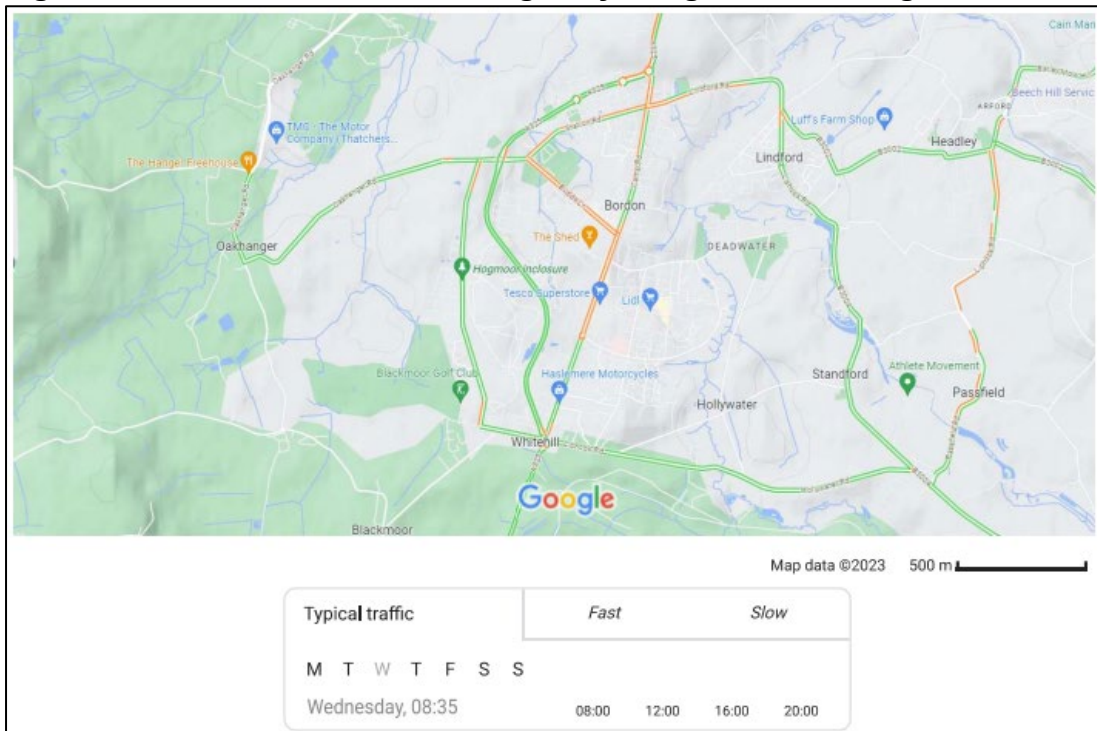 Cain Man
Beech Hill Servic
ARFORD
TMG - The Motor
Company (Thatchers...
Luff's Farm Shop
Headley
The Hanger Freehouse
Lindford
Bordon
The Shed
DEADWATER
Oakhanger
Hogmoor Inclosure
Tesco Superstore
Lidl
Blackmoor Golf Club
Haslemere Motorcycles
Standford
Athlete Movement
Passfield
Hollywater
Whitehill
Google
Blackmoor
Map data ©2023 500 m
Typical traffic Fast Slow
M T W T F S S
Wednesday, 08:35 08:00 12:00 16:00 20:00